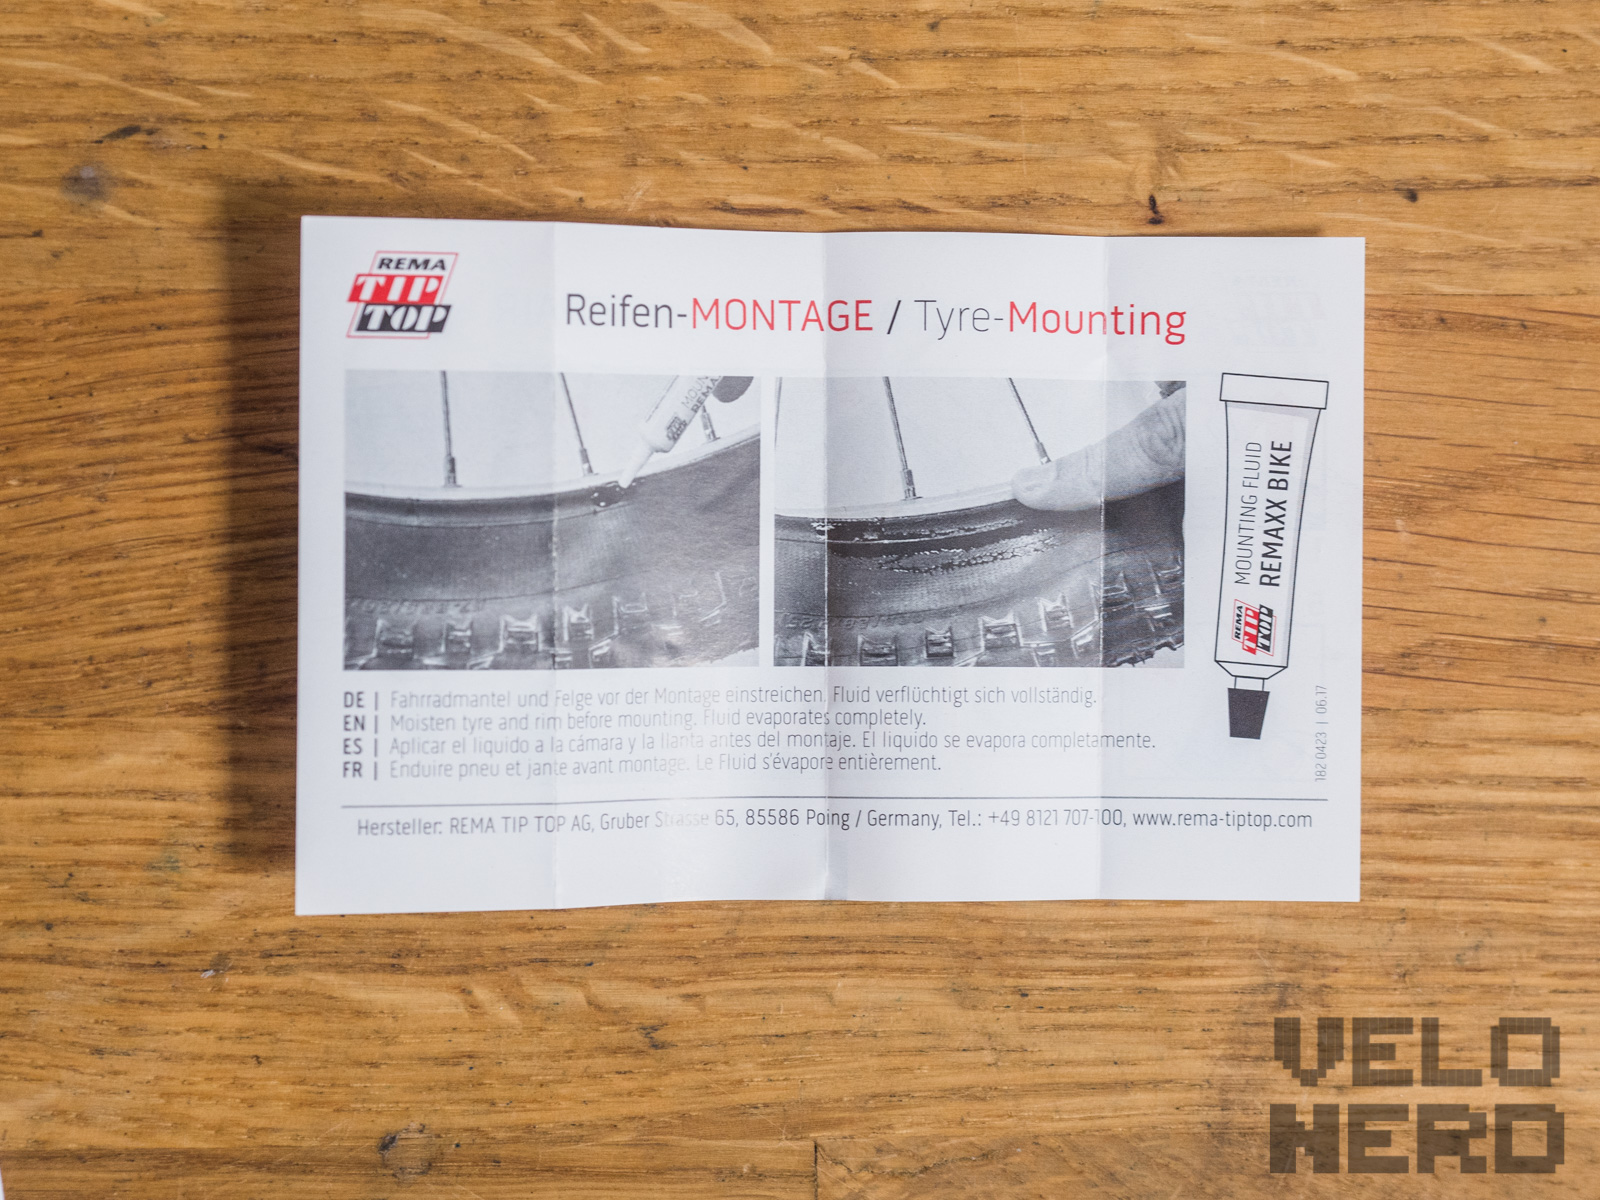 REMA
TIP
TOP
Reifen-MONTAGE / Tyre-Mounting
MOUN
REMA
MOUNTING FLUID
REMAXX BIKE
REMA
TIP
TOP
DE | Fahrradmantel und Felge vor der Montage einstreichen. Fluid verflüchtigt sich vollständig.
EN | Moisten tyre and rim before mounting. Fluid evaporates completely.
ES | Aplicar el liquido a la cámara y la llanta antes del montaje. El liquido se evapora completamente.
FR | Enduire pneu et jante avant montage. Le Fluid s'évapore entièrement.
182 0423 | 06.17
Hersteller: REMA TIP TOP AG, Gruber Strasse 65, 85586 Poing / Germany, Tel.: +49 8121 707-100, www.rema-tiptop.com
VELO
HERO